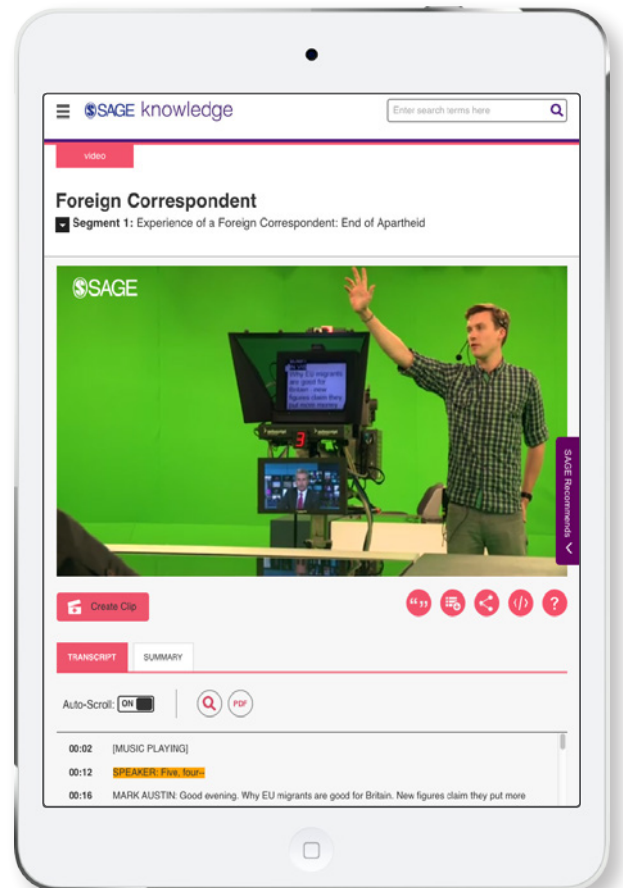 SAGE knowledge
Enter search terms here
video
Foreign Correspondent
Segment 1: Experience of a Foreign Correspondent: End of Apartheid
SAGE
Why EU migrants
are good for
Britain - new
figures claim they
put more money
3
SAGE Recommends
Create Clip
“ ”
</>
?
TRANSCRIPT
SUMMARY
Auto-Scroll: ON
PDF
00:02 [MUSIC PLAYING]
00:12 SPEAKER: Five, four--
00:16 MARK AUSTIN: Good evening. Why EU migrants are good for Britain. New figures claim they put more